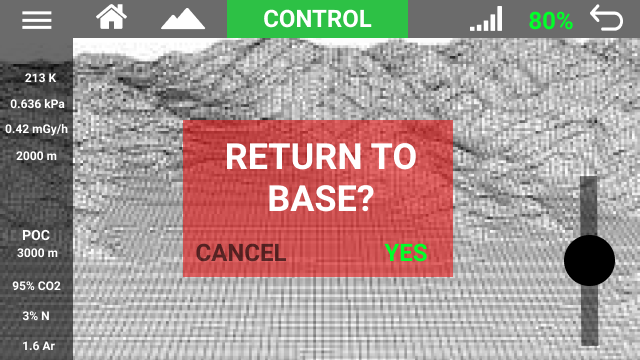 CONTROL
80%
213 K
0.636 kPa
0.42 mGy/h
2000 m
RETURN TO
BASE?
CANCEL YES
POC
3000 m
95% CO2
3% N
1.6 Ar